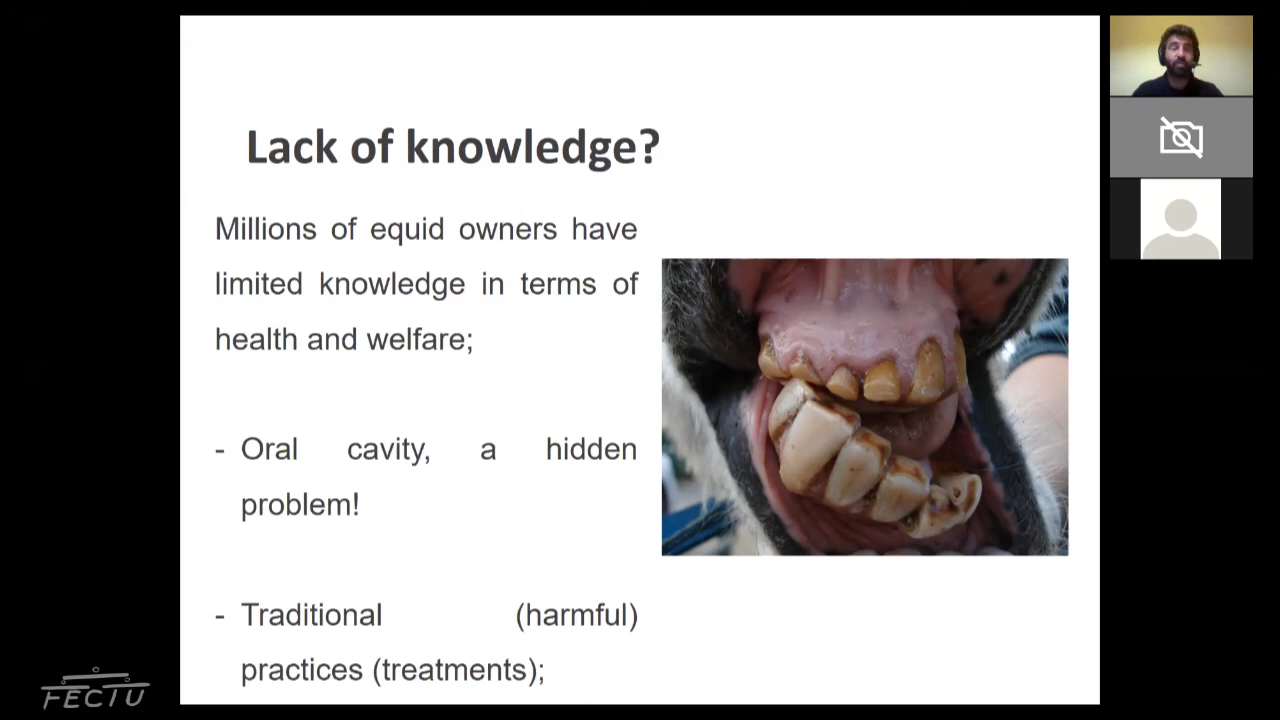 Lack of knowledge?
Millions of equid owners have
limited knowledge in terms of
health and welfare;
- Oral cavity, a hidden
problem!
- Traditional (harmful)
practices (treatments);
FECTU